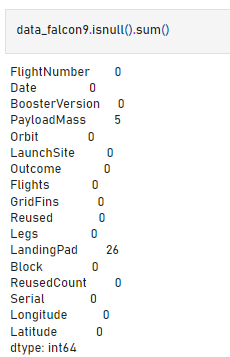 data_falcon9.isnull().sum()
FlightNumber 0
Date 0
BoosterVersion 0
PayloadMass 5
Orbit 0
LaunchSite 0
Outcome 0
Flights 0
GridFins 0
Reused 0
Legs 0
LandingPad 26
Block 0
ReusedCount 0
Serial 0
Longitude 0
Latitude 0
dtype: int64